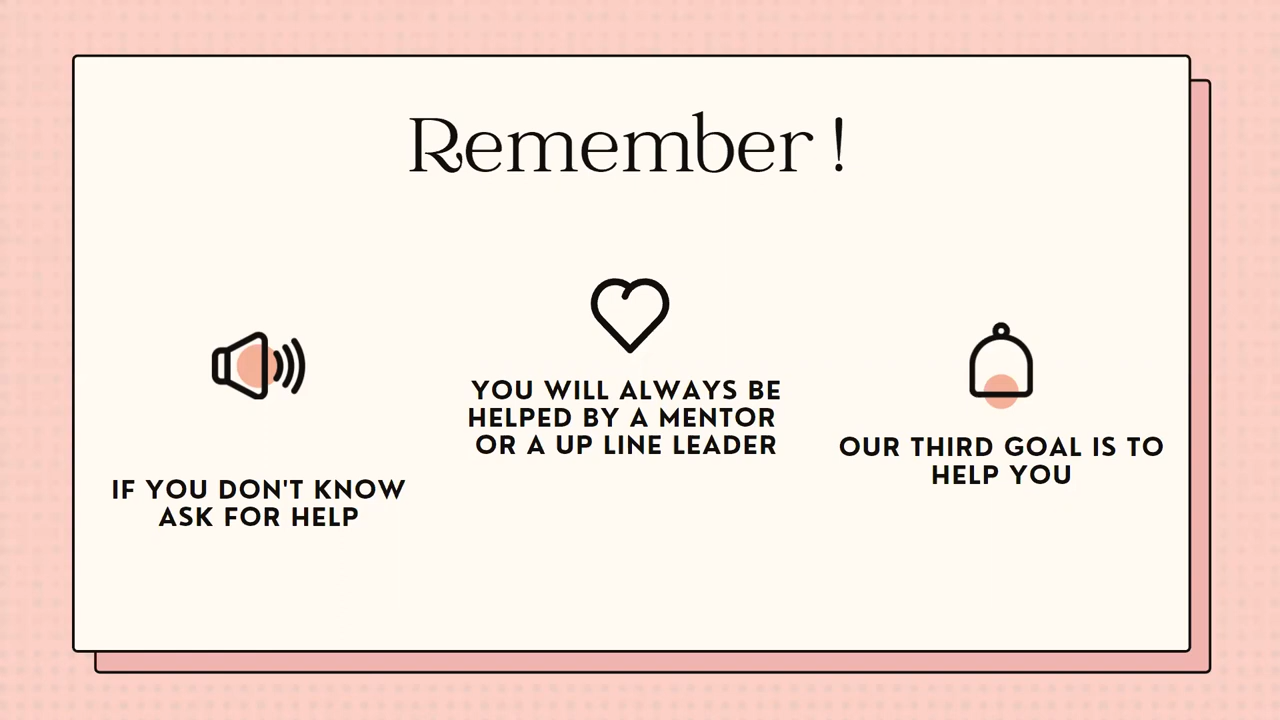 Remember !
IF YOU DON'T KNOW
ASK FOR HELP
YOU WILL ALWAYS BE
HELPED BY A MENTOR
OR A UP LINE LEADER
OUR THIRD GOAL IS TO
HELP YOU